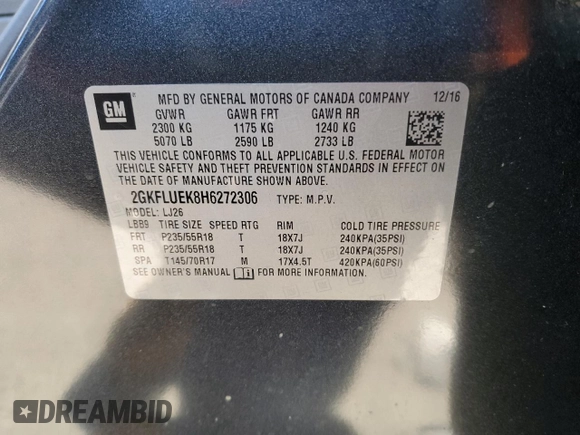 GM
MFD BY GENERAL MOTORS OF CANADA COMPANY 12/16
GVWR GAWR FRT GAWR RR
2300 KG 1175 KG 1240 KG
5070 LB 2590 LB 2733 LB
THIS VEHICLE CONFORMS TO ALL APPLICABLE U.S. FEDERAL MOTOR
VEHICLE SAFETY AND THEFT PREVENTION STANDARDS IN EFFECT ON
THE DATE OF MANUFACTURE SHOWN ABOVE.
2GKFLUEK8H6272306 TYPE: M.P.V.
MODEL: LJ26
LBB9 TIRE SIZE SPEED RTG RIM COLD TIRE PRESSURE
FRT P235/55R18 T 18X7J 240KPA(35PSI)
RR P235/55R18 T 18X7J 240KPA(35PSI)
SPA T145/70R17 M 17X4.5T 420KPA(60PSI)
SEE OWNER'S MANUAL FOR MORE INFORMATION
DREAMBID